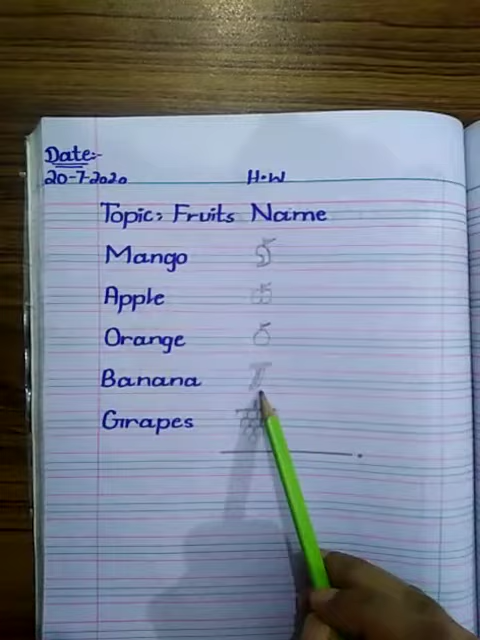 Date:-
20-7-2020 H.W
Topic: Fruits Name
Mango
Apple
Orange
Banana
Grapes